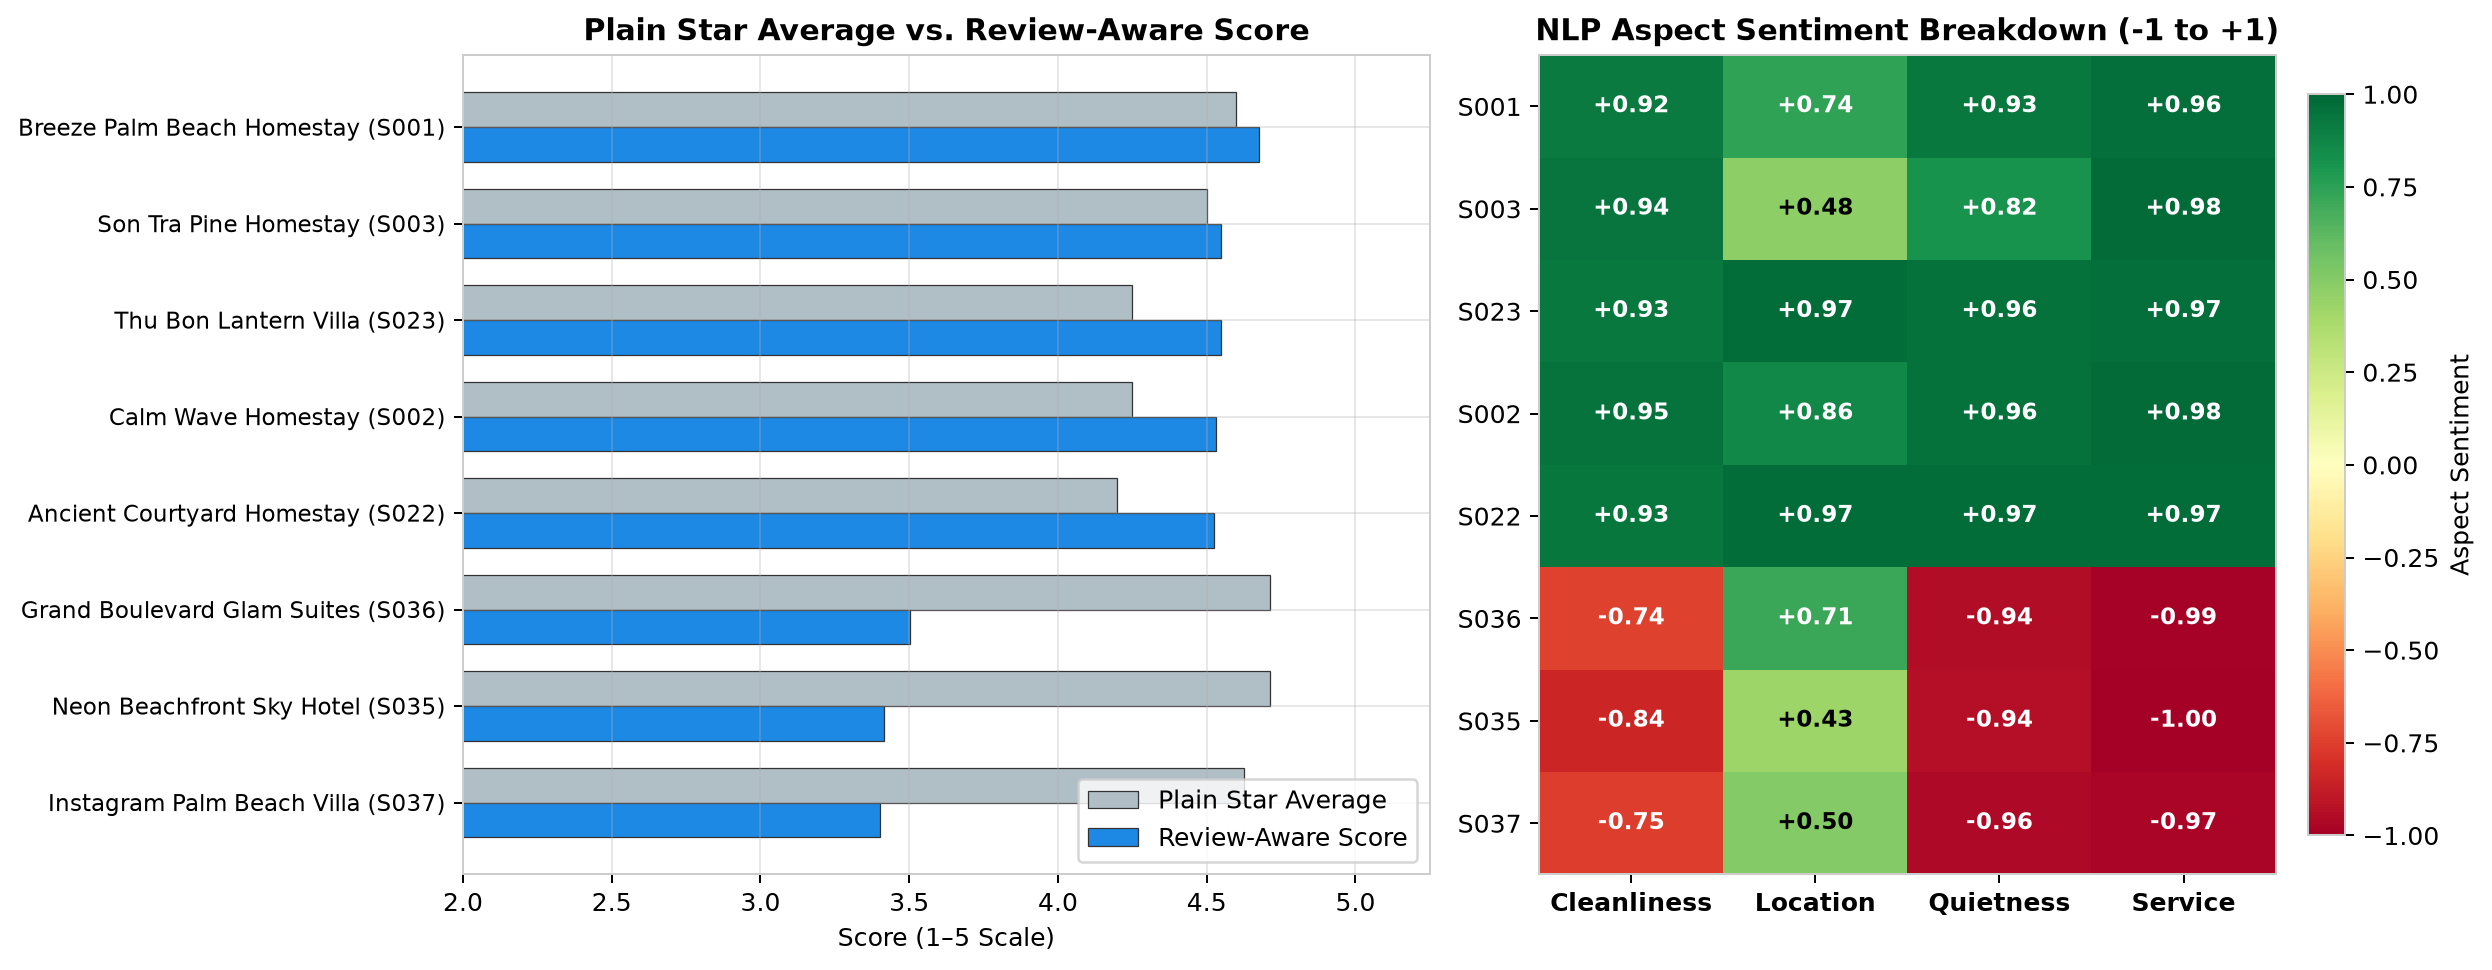 Plain Star Average vs. Review-Aware Score
Breeze Palm Beach Homestay (S001)
Son Tra Pine Homestay (S003)
Thu Bon Lantern Villa (S023)
Calm Wave Homestay (S002)
Ancient Courtyard Homestay (S022)
Grand Boulevard Glam Suites (S036)
Neon Beachfront Sky Hotel (S035)
Instagram Palm Beach Villa (S037)
Plain Star Average
Review-Aware Score
2.0 2.5 3.0 3.5 4.0 4.5 5.0
Score (1–5 Scale)
NLP Aspect Sentiment Breakdown (-1 to +1)
S001 +0.92 +0.74 +0.93 +0.96
S003 +0.94 +0.48 +0.82 +0.98
S023 +0.93 +0.97 +0.96 +0.97
S002 +0.95 +0.86 +0.96 +0.98
S022 +0.93 +0.97 +0.97 +0.97
S036 -0.74 +0.71 -0.94 -0.99
S035 -0.84 +0.43 -0.94 -1.00
S037 -0.75 +0.50 -0.96 -0.97
Cleanliness Location Quietness Service
1.00
0.75
0.50
0.25
0.00
−0.25
−0.50
−0.75
−1.00
Aspect Sentiment